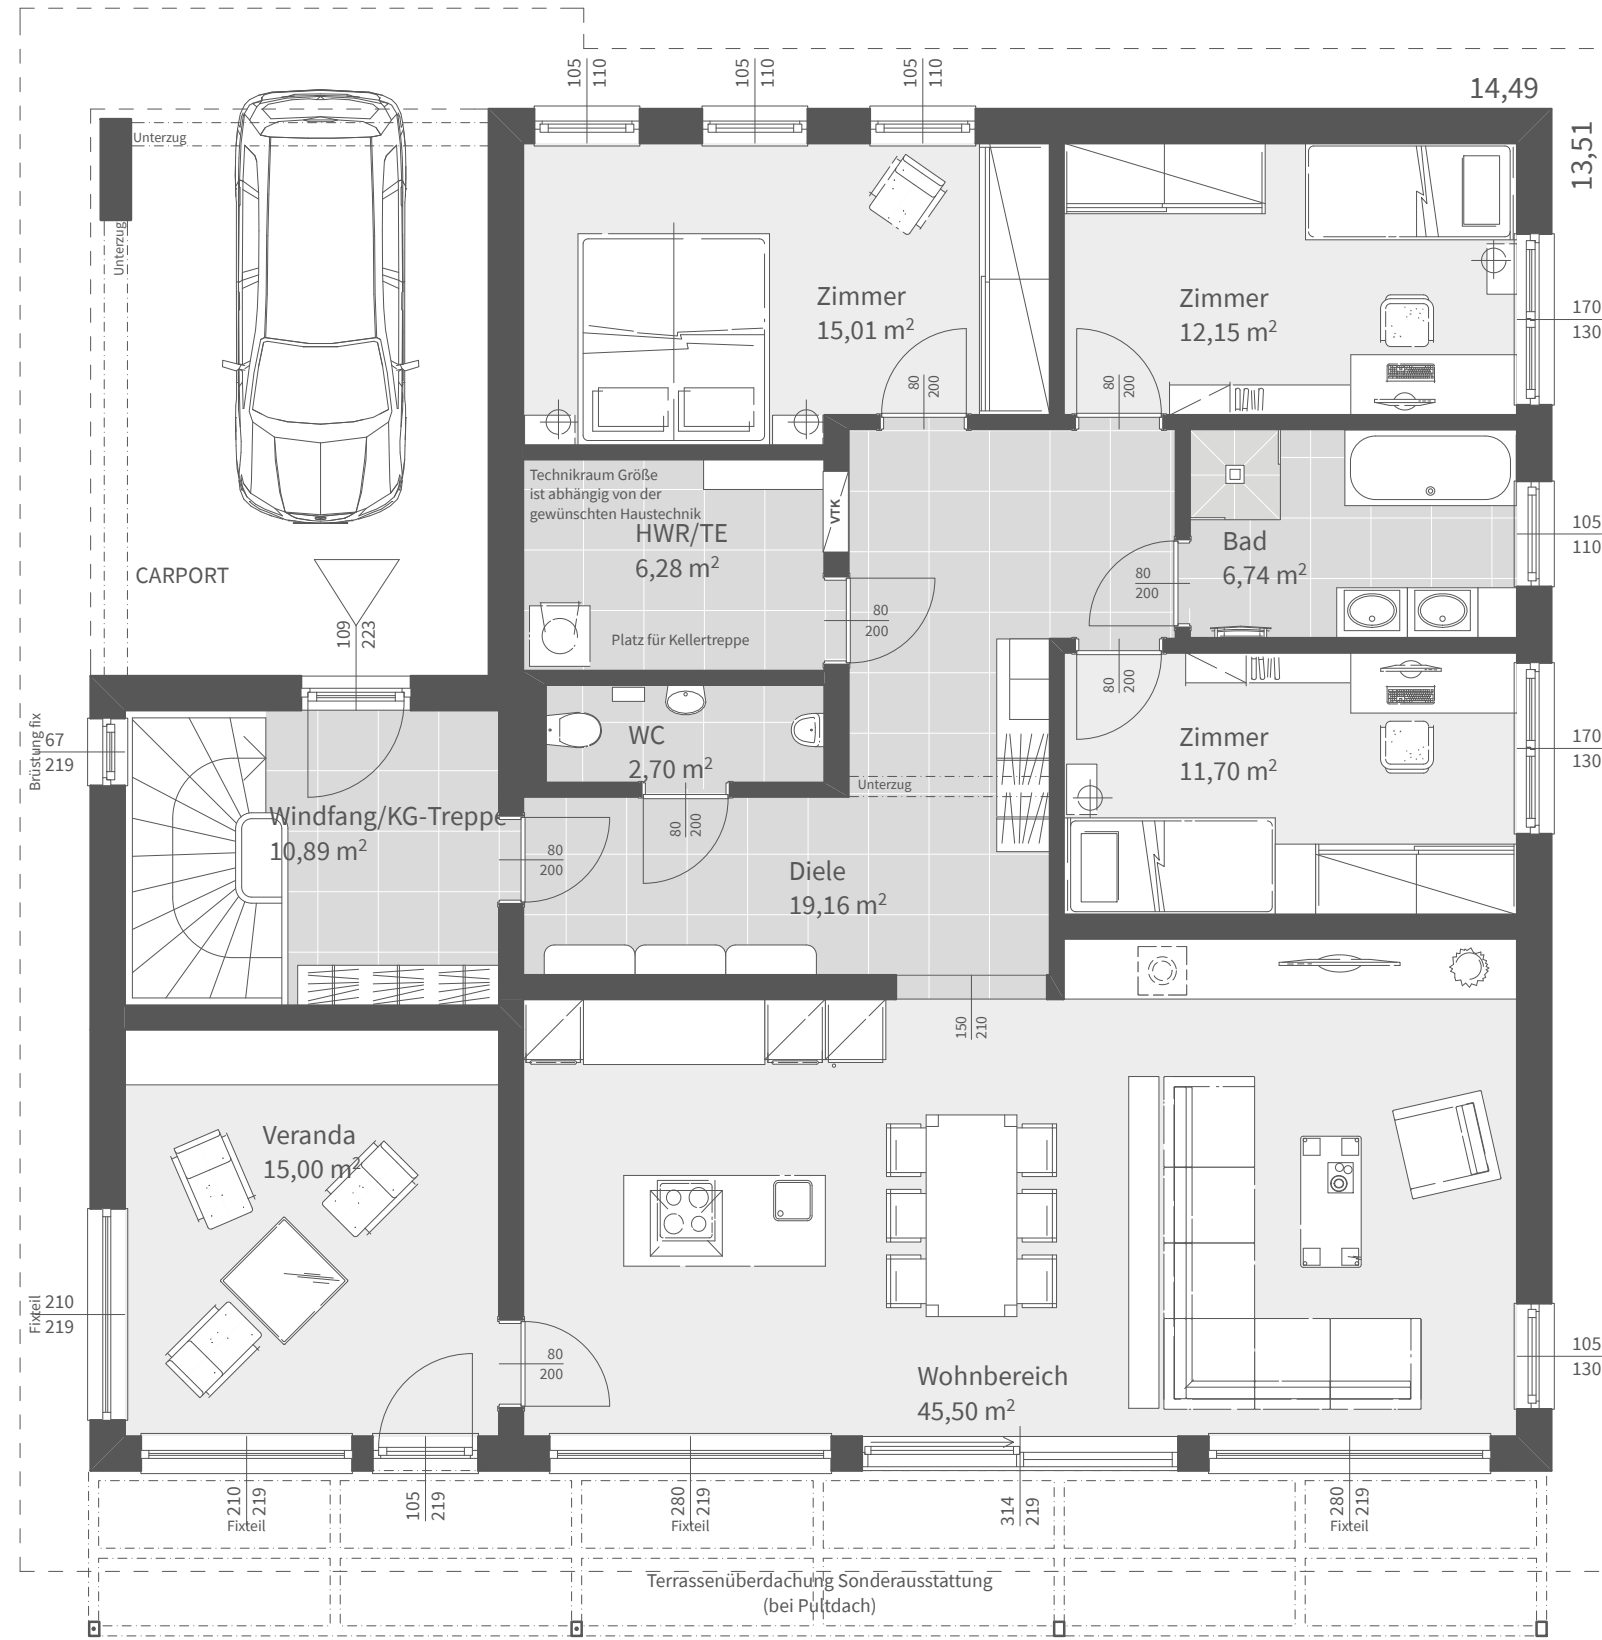 105
110
105
110
105
110
14,49
13,51
Unterzug
Unterzug
Zimmer
15,01 m²
Zimmer
12,15 m²
170
130
80
200
80
200
Technikraum Größe
ist abhängig von der
gewünschten Haustechnik
HWR/TE
6,28 m²
VTK
Bad
6,74 m²
105
110
CARPORT
109
223
80
200
80
200
Platz für Kellertreppe
80
200
Brüstung fix
67
219
WC
2,70 m²
Zimmer
11,70 m²
170
130
Unterzug
Windfang/KG-Treppe
10,89 m²
80
200
80
200
Diele
19,16 m²
150
210
Veranda
15,00 m²
Fixteil
210
219
80
200
Wohnbereich
45,50 m²
105
130
210
219
Fixteil
105
219
280
219
Fixteil
314
219
280
219
Fixteil
Terrassenüberdachung Sonderausstattung
(bei Pultdach)